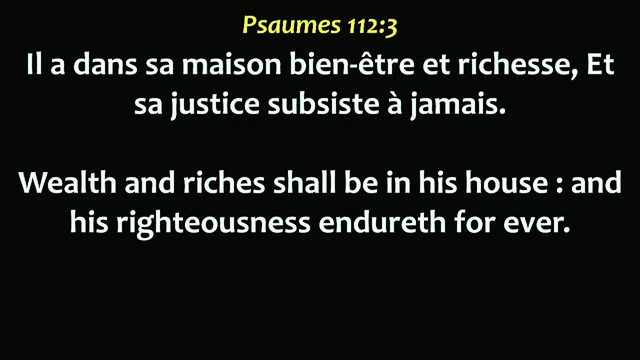 Psaumes 112:3
Il a dans sa maison bien-être et richesse, Et
sa justice subsiste à jamais.
Wealth and riches shall be in his house : and
his righteousness endureth for ever.